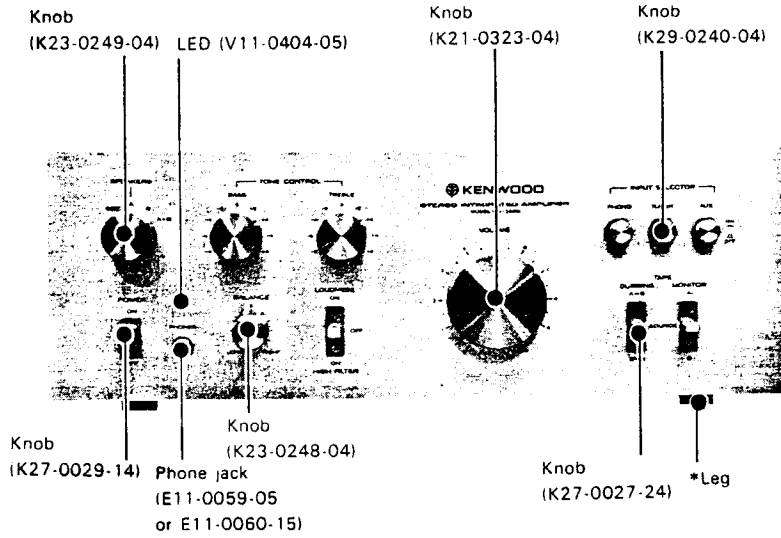 Knob
(K23-0249-04)
LED (V11-0404-05)
Knob
(K21-0323-04)
Knob
(K29-0240-04)
SPEAKERS
TONE CONTROL
BASS
TREBLE
KENWOOD
STEREO INTEGRATED AMPLIFIER
VOLUME
INPUT SELECTOR
PHONO
TUNER
AUX
POWER
ON
PHONES
BALANCE
LOUDNESS
ON
OFF
ON
HIGH FILTER
TAPE
DUBBING
MONITOR
A→B
A
SOURCE
Knob
(K27-0029-14)
Phone jack
(E11-0059-05
or E11-0060-15)
Knob
(K23-0248-04)
Knob
(K27-0027-24)
*Leg